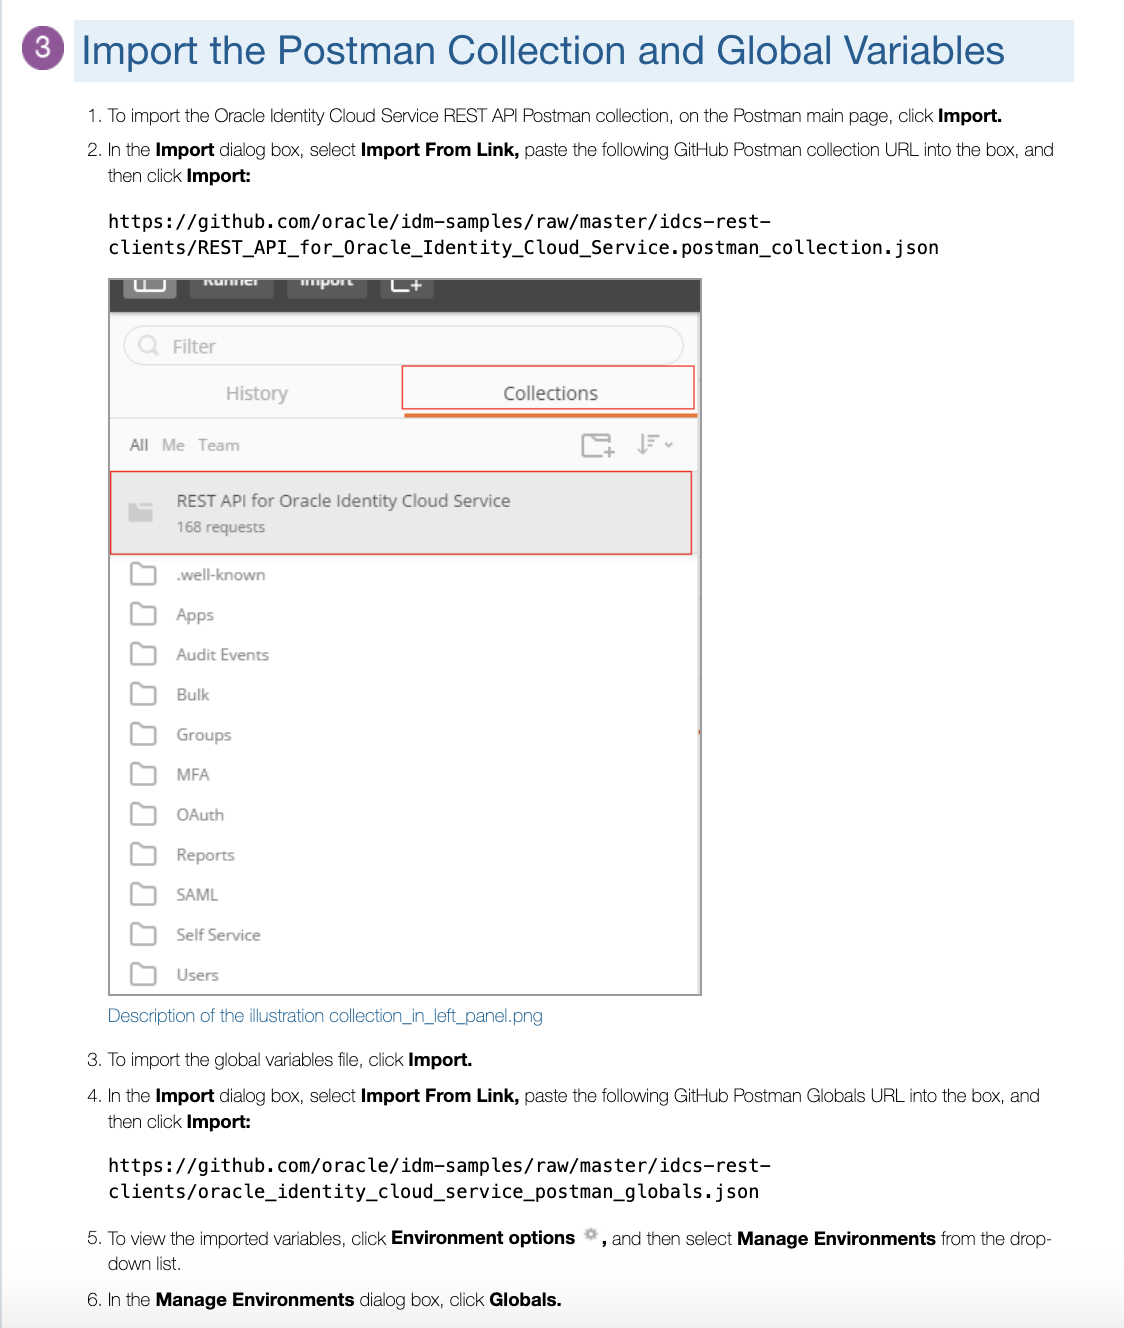 3 Import the Postman Collection and Global Variables
1. To import the Oracle Identity Cloud Service REST API Postman collection, on the Postman main page, click Import.
2. In the Import dialog box, select Import From Link, paste the following GitHub Postman collection URL into the box, and
then click Import:
https://github.com/oracle/idm-samples/raw/master/idcs-rest-
clients/REST_API_for_Oracle_Identity_Cloud_Service.postman_collection.json
Runner Import
Filter
History Collections
All Me Team
REST API for Oracle Identity Cloud Service
168 requests
.well-known
Apps
Audit Events
Bulk
Groups
MFA
OAuth
Reports
SAML
Self Service
Users
Description of the illustration collection_in_left_panel.png
3. To import the global variables file, click Import.
4. In the Import dialog box, select Import From Link, paste the following GitHub Postman Globals URL into the box, and
then click Import:
https://github.com/oracle/idm-samples/raw/master/idcs-rest-
clients/oracle_identity_cloud_service_postman_globals.json
5. To view the imported variables, click Environment options , and then select Manage Environments from the drop-
down list.
6. In the Manage Environments dialog box, click Globals.